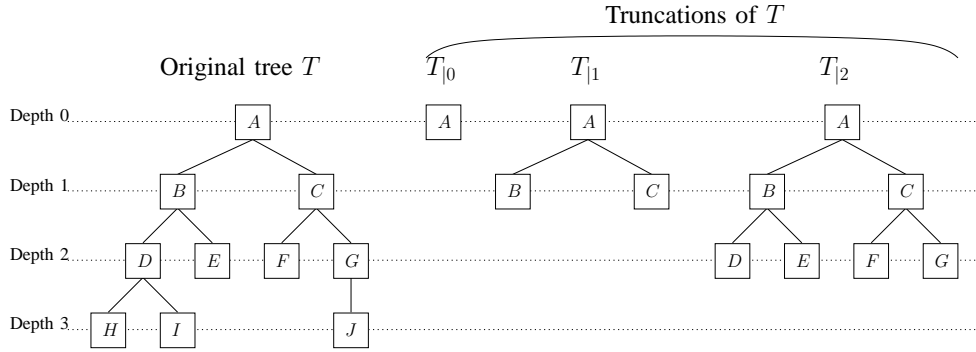 Truncations of T
Original tree T T|0 T|1 T|2
Depth 0 A A A A
Depth 1 B C B C B C
Depth 2 D E F G D E F G
Depth 3 H I J